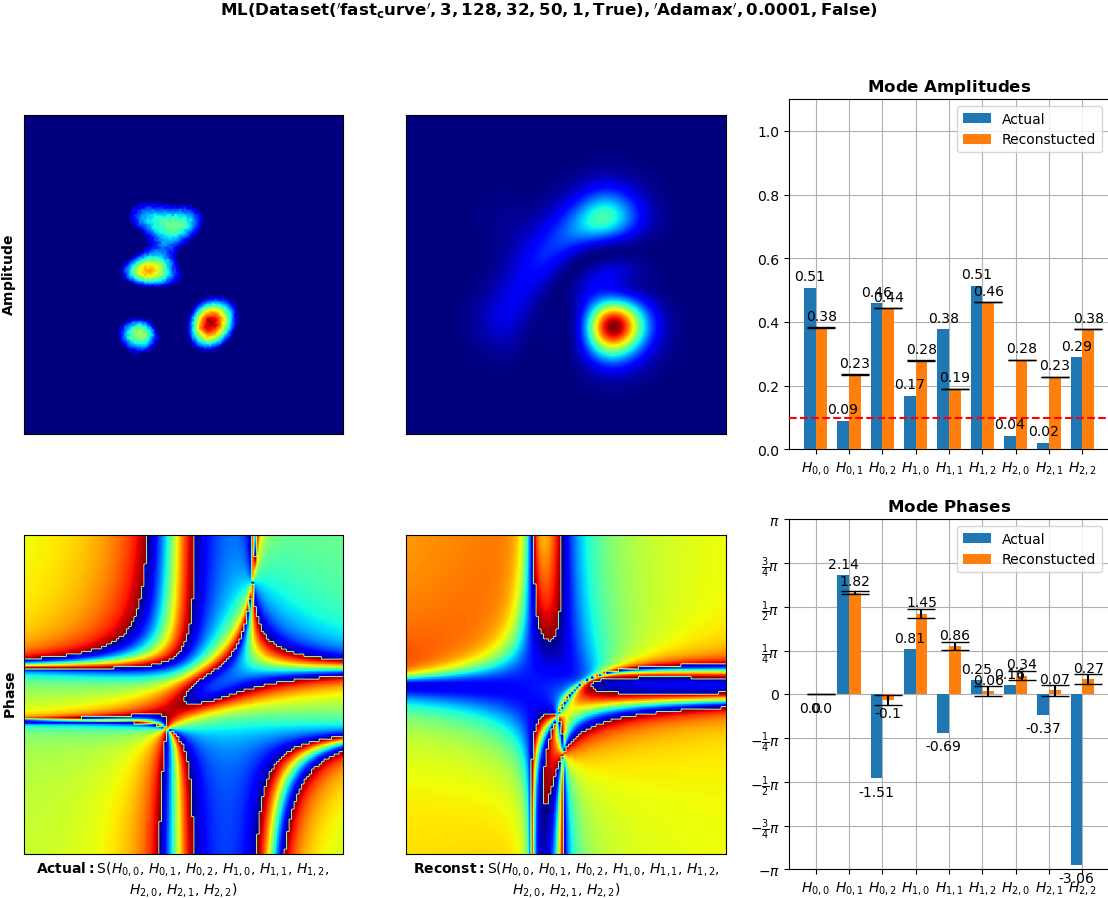 ML(Dataset('fast_curve', 3, 128, 32, 50, 1, True), 'Adamax', 0.0001, False)
Amplitude
Mode Amplitudes
Actual
Reconstucted
1.0
0.8
0.6
0.4
0.2
0.0
0.51
0.38
0.09
0.23
0.46
0.44
0.17
0.28
0.38
0.19
0.51
0.46
0.04
0.28
0.02
0.23
0.29
0.38
H0,0 H0,1 H0,2 H1,0 H1,1 H1,2 H2,0 H2,1 H2,2
Phase
Actual: S(H0,0, H0,1, H0,2, H1,0, H1,1, H1,2,
H2,0, H2,1, H2,2)
Reconst: S(H0,0, H0,1, H0,2, H1,0, H1,1, H1,2,
H2,0, H2,1, H2,2)
Mode Phases
Actual
Reconstucted
π
3/4π
1/2π
1/4π
0
−1/4π
−1/2π
−3/4π
−π
0.0
2.14
1.82
-1.51
-0.1
0.81
1.45
-0.69
0.86
0.25
0.06
0.34
-0.37
0.07
-3.06
0.27
H0,0 H0,1 H0,2 H1,0 H1,1 H1,2 H2,0 H2,1 H2,2